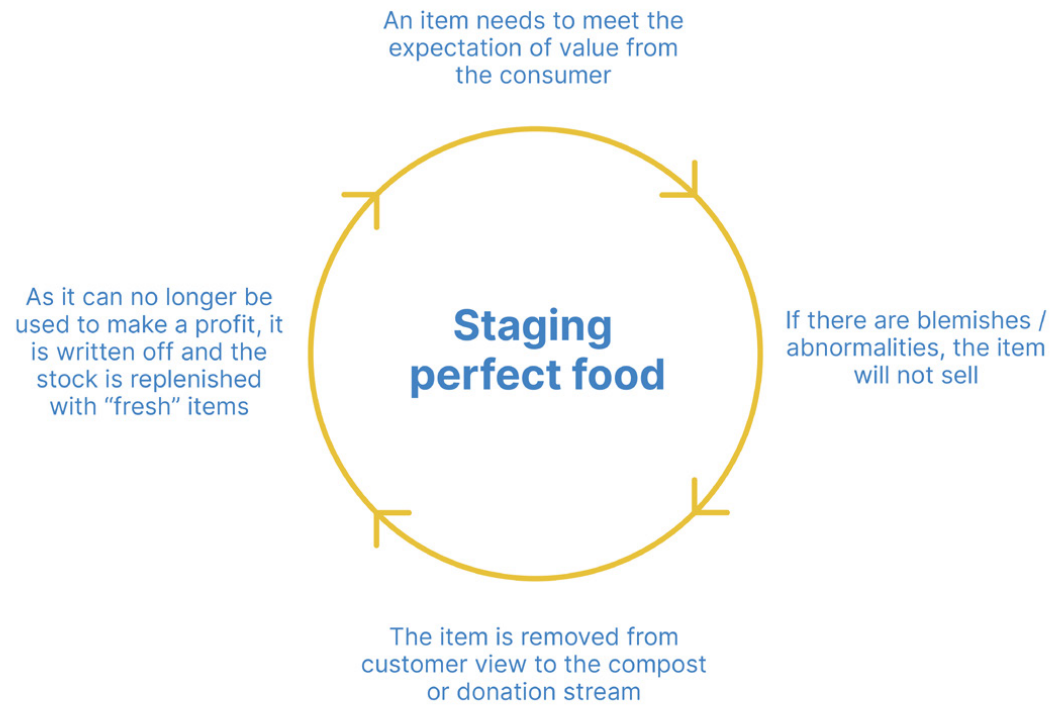 An item needs to meet the
expectation of value from
the consumer
If there are blemishes /
abnormalities, the item
will not sell
The item is removed from
customer view to the compost
or donation stream
As it can no longer be
used to make a profit, it
is written off and the
stock is replenished
with “fresh” items
Staging
perfect food